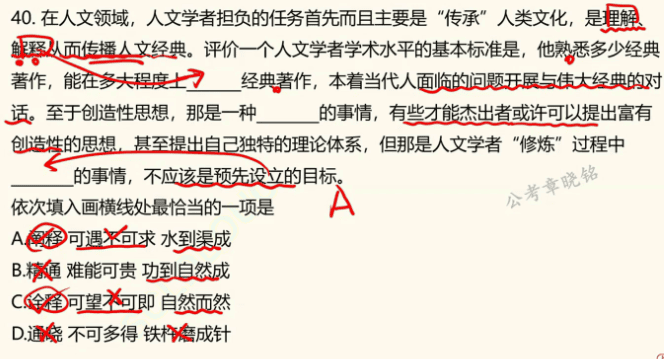 40. 在人文领域，人文学者担负的任务首先而且主要是“传承”人类文化，是理解、
解释从而传播人文经典。评价一个人文学者学术水平的基本标准是，他熟悉多少经典
著作，能在多大程度上______经典著作，本着当代人面临的问题开展与伟大经典的对
话。至于创造性思想，那是一种______的事情，有些才能杰出者或许可以提出富有
创造性的思想，甚至提出自己独特的理论体系，但那是人文学者“修炼”过程中
______的事情，不应该是预先设立的目标。
A
公考章晓铭
依次填入画横线处最恰当的一项是
A.阐释 可遇不可求 水到渠成
B.精通 难能可贵 功到自然成
C.诠释 可望不可即 自然而然
D.通晓 不可多得 铁杵磨成针